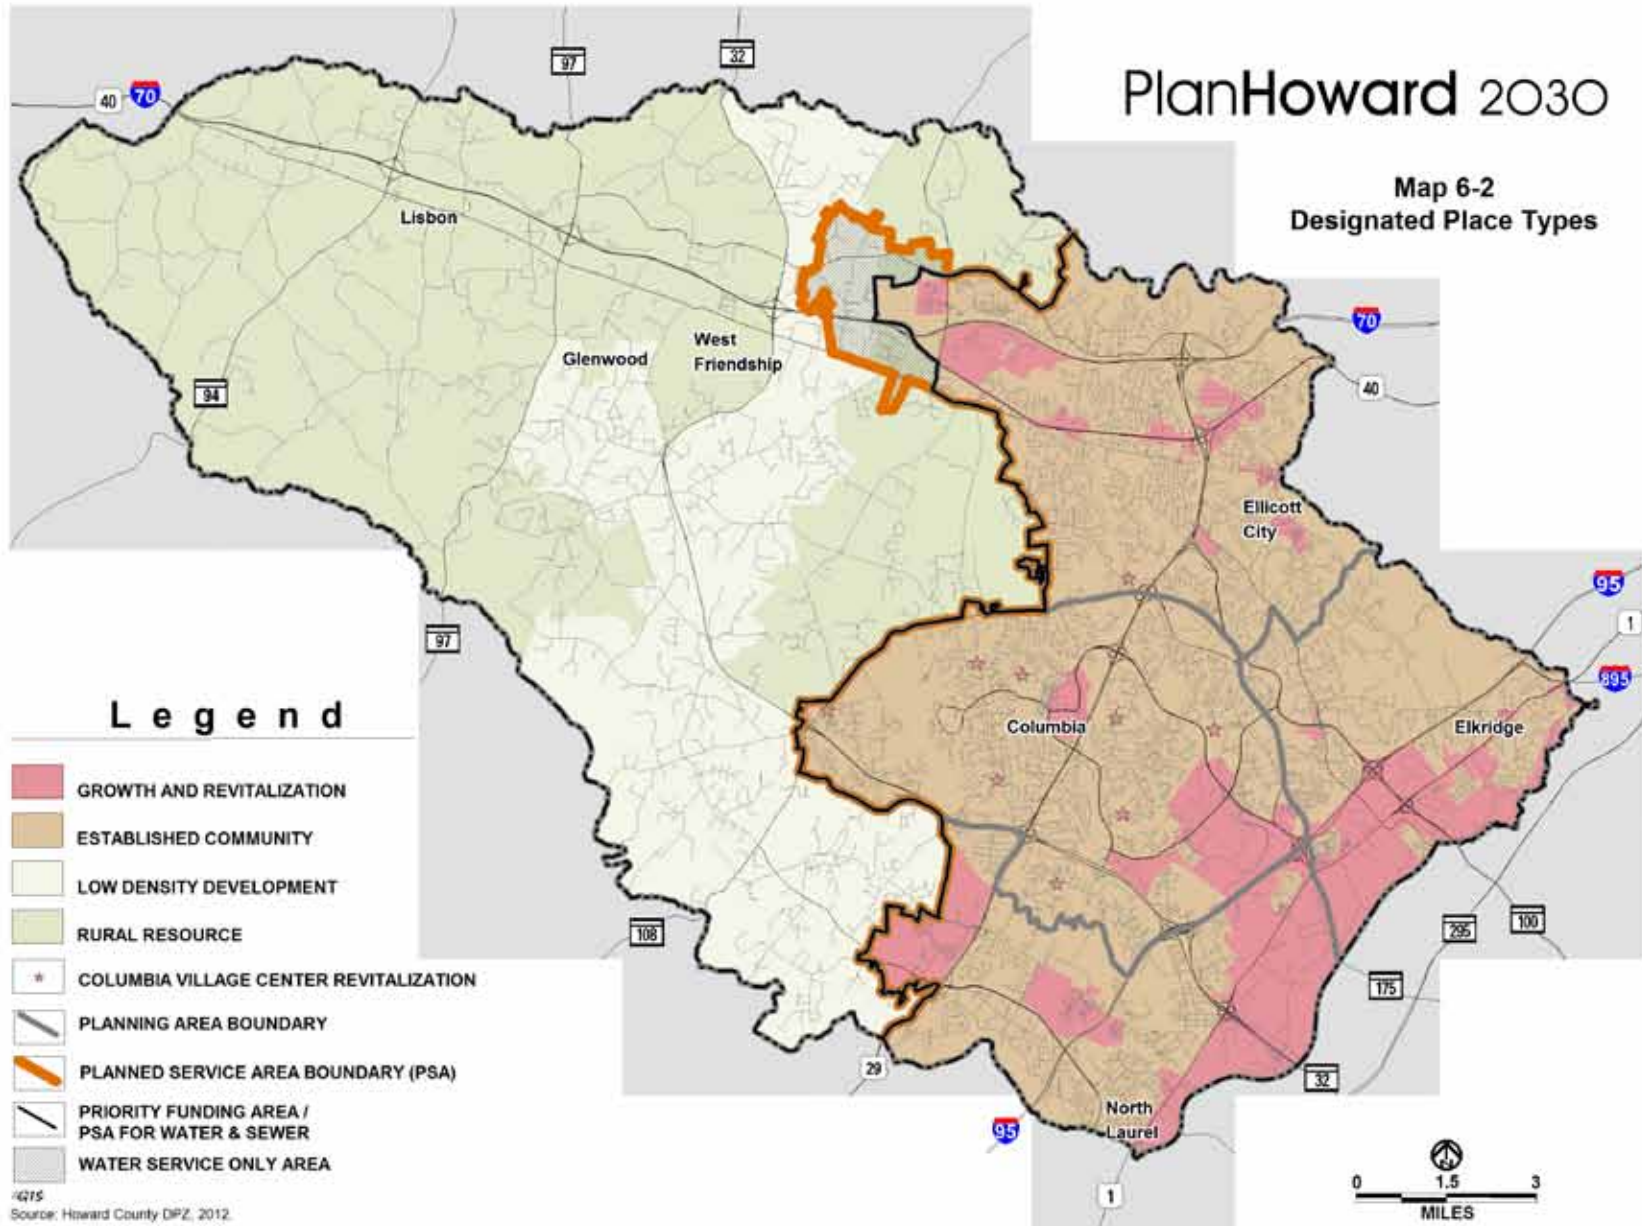 PlanHoward 2030
Map 6-2
Designated Place Types
97
32
40
70
Lisbon
West
Friendship
Glenwood
94
70
40
Ellicott
City
95
1
895
97
Columbia
Elkridge
Legend
GROWTH AND REVITALIZATION
ESTABLISHED COMMUNITY
LOW DENSITY DEVELOPMENT
RURAL RESOURCE
COLUMBIA VILLAGE CENTER REVITALIZATION
PLANNING AREA BOUNDARY
PLANNED SERVICE AREA BOUNDARY (PSA)
PRIORITY FUNDING AREA /
PSA FOR WATER & SEWER
WATER SERVICE ONLY AREA
108
295
100
175
29
32
95
North
Laurel
1
N
0 1.5 3
MILES
GIS
Source: Howard County DPZ, 2012.